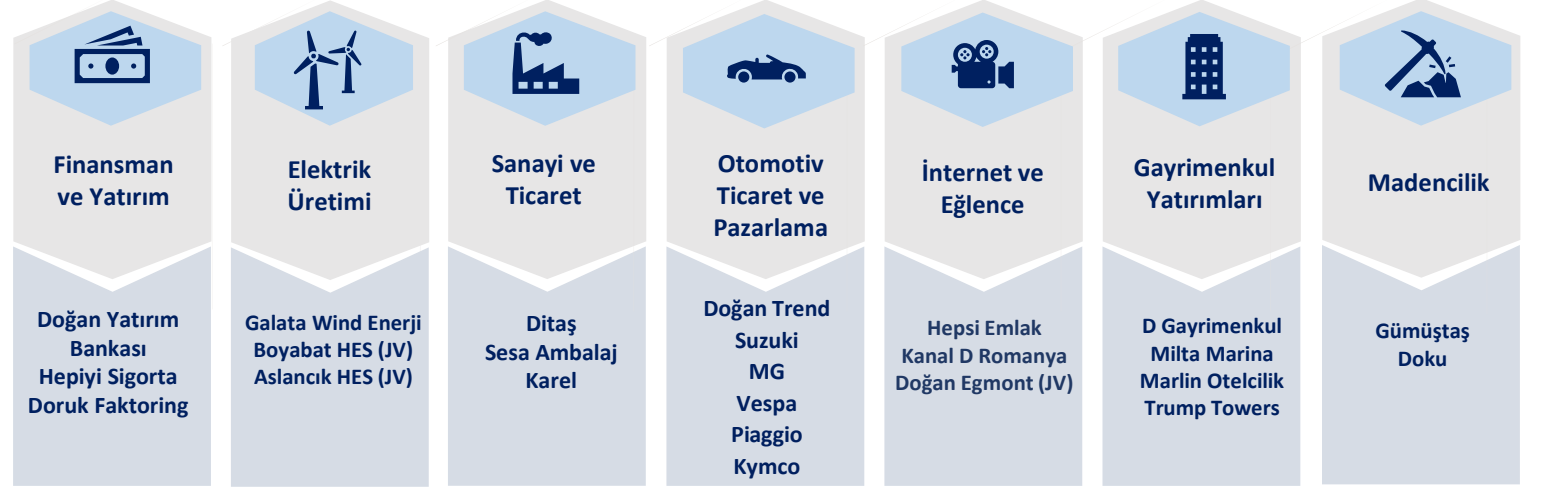 Finansman
ve Yatırım
Doğan Yatırım
Bankası
Hepiyi Sigorta
Doruk Faktoring
Elektrik
Üretimi
Galata Wind Enerji
Boyabat HES (JV)
Aslancık HES (JV)
Sanayi ve
Ticaret
Ditaş
Sesa Ambalaj
Karel
Otomotiv
Ticaret ve
Pazarlama
Doğan Trend
Suzuki
MG
Vespa
Piaggio
Kymco
İnternet ve
Eğlence
Hepsi Emlak
Kanal D Romanya
Doğan Egmont (JV)
Gayrimenkul
Yatırımları
D Gayrimenkul
Milta Marina
Marlin Otelcilik
Trump Towers
Madencilik
Gümüştaş
Doku